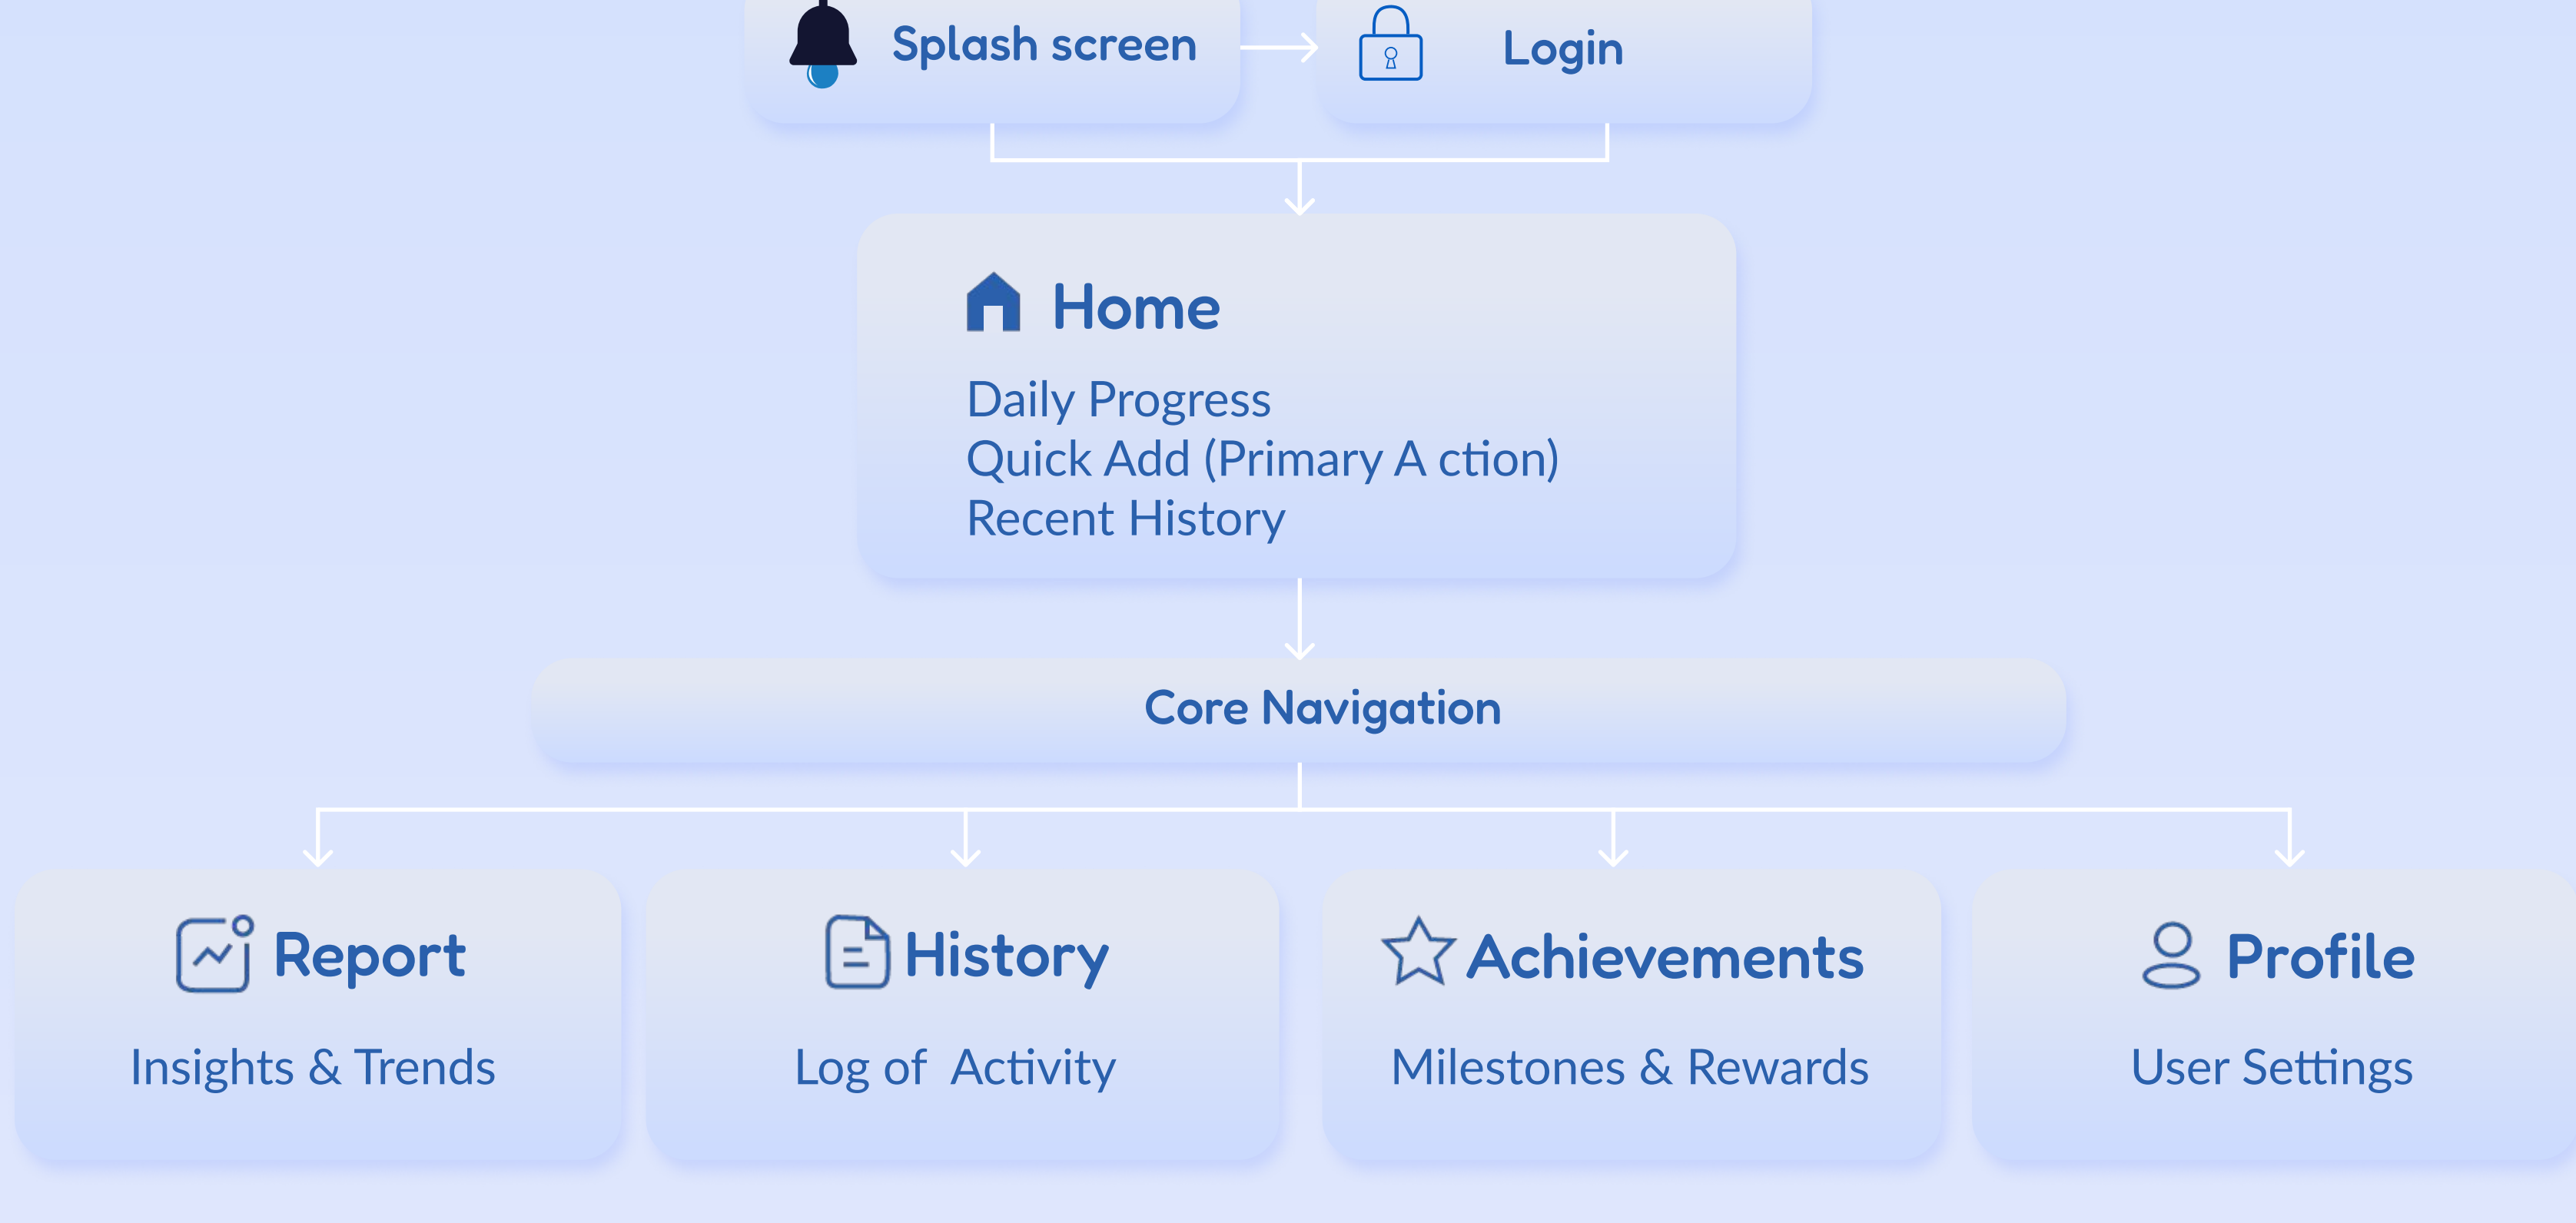 Splash screen
Login
Home
Daily Progress
Quick Add (Primary A ction)
Recent History
Core Navigation
Report
Insights & Trends
History
Log of  Activity
Achievements
Milestones & Rewards
Profile
User Settings